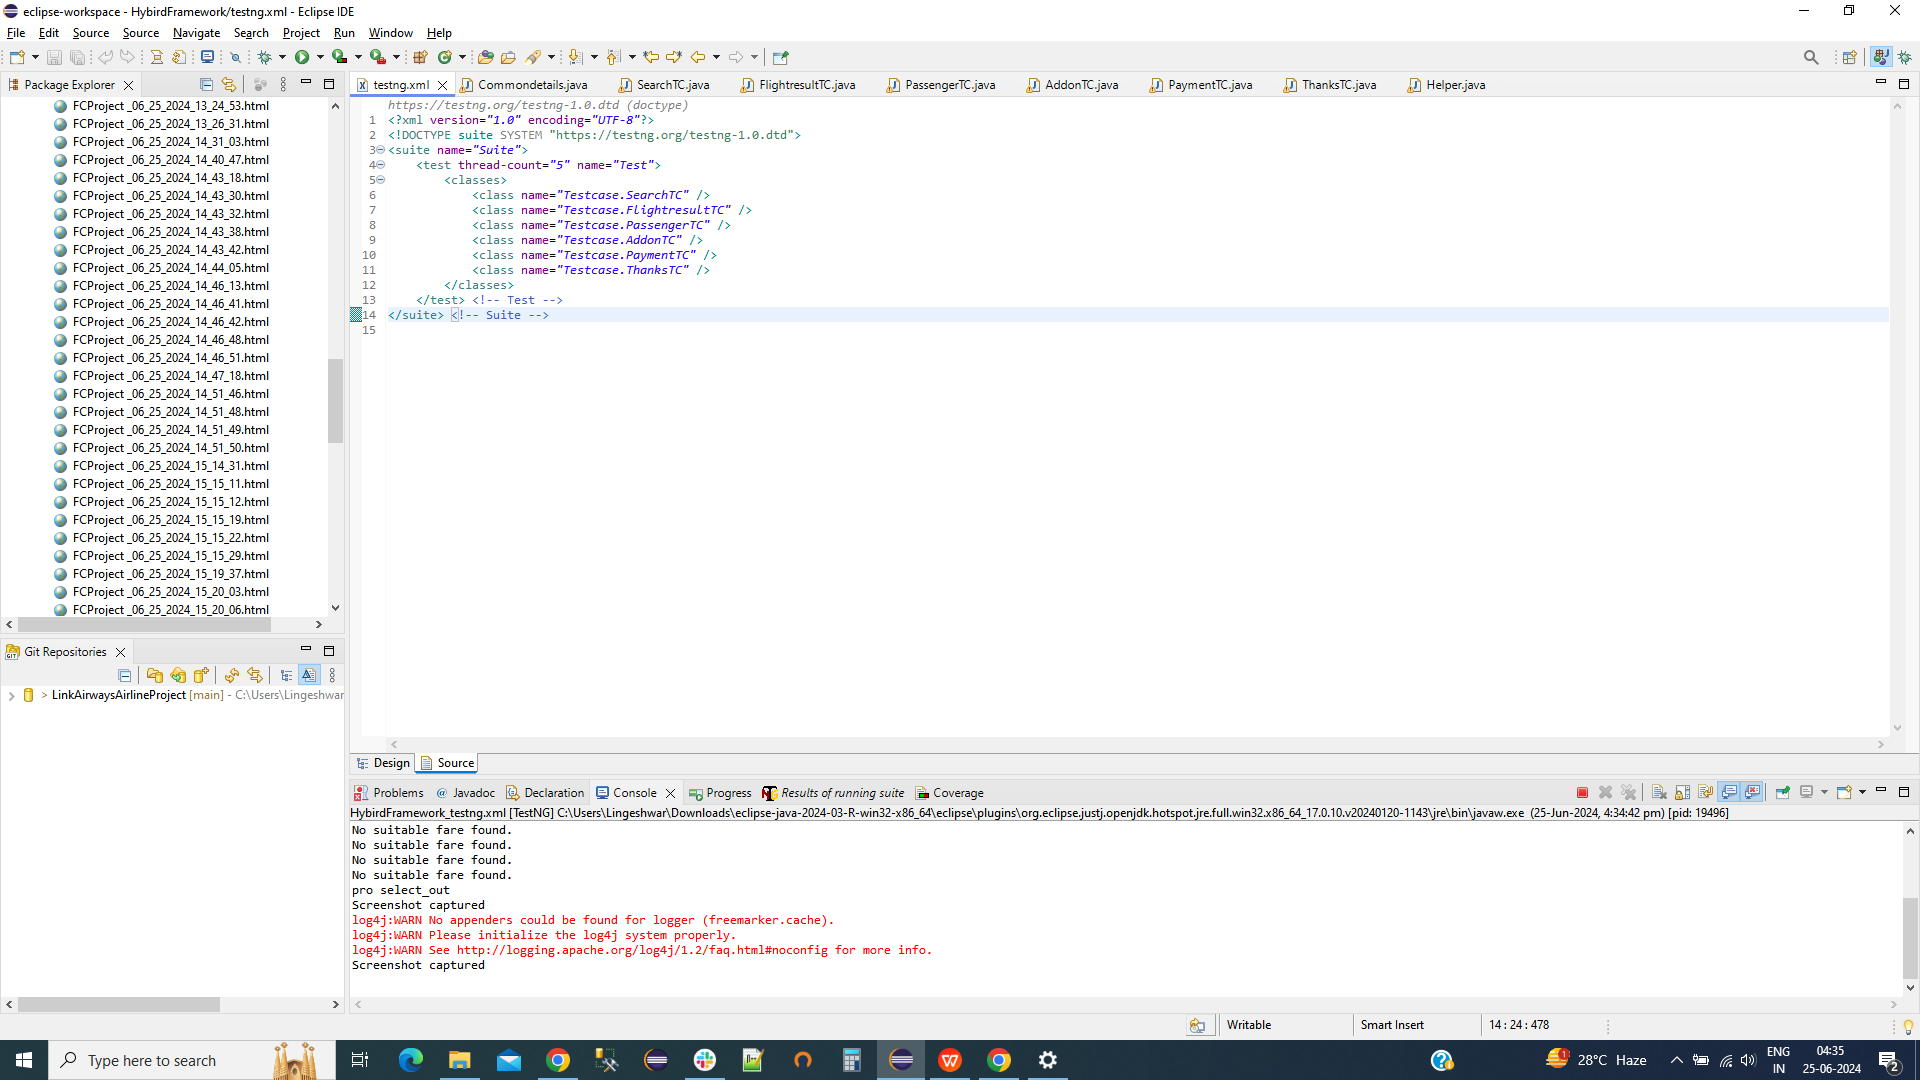 eclipse-workspace - HybirdFramework/testng.xml - Eclipse IDE
File Edit Source Source Navigate Search Project Run Window Help
Package Explorer
FCProject _06_25_2024_13_24_53.html
FCProject _06_25_2024_13_26_31.html
FCProject _06_25_2024_14_31_03.html
FCProject _06_25_2024_14_40_47.html
FCProject _06_25_2024_14_43_18.html
FCProject _06_25_2024_14_43_30.html
FCProject _06_25_2024_14_43_32.html
FCProject _06_25_2024_14_43_38.html
FCProject _06_25_2024_14_43_42.html
FCProject _06_25_2024_14_44_05.html
FCProject _06_25_2024_14_46_13.html
FCProject _06_25_2024_14_46_41.html
FCProject _06_25_2024_14_46_42.html
FCProject _06_25_2024_14_46_48.html
FCProject _06_25_2024_14_46_51.html
FCProject _06_25_2024_14_47_18.html
FCProject _06_25_2024_14_51_46.html
FCProject _06_25_2024_14_51_48.html
FCProject _06_25_2024_14_51_49.html
FCProject _06_25_2024_14_51_50.html
FCProject _06_25_2024_15_14_31.html
FCProject _06_25_2024_15_15_11.html
FCProject _06_25_2024_15_15_12.html
FCProject _06_25_2024_15_15_19.html
FCProject _06_25_2024_15_15_22.html
FCProject _06_25_2024_15_15_29.html
FCProject _06_25_2024_15_19_37.html
FCProject _06_25_2024_15_20_03.html
FCProject _06_25_2024_15_20_06.html
Git Repositories
> LinkAirwaysAirlineProject [main] - C:\Users\Lingeshwar
testng.xml Commondetails.java SearchTC.java FlightresultTC.java PassengerTC.java AddonTC.java PaymentTC.java ThanksTC.java Helper.java
https://testng.org/testng-1.0.dtd (doctype)
1 <?xml version="1.0" encoding="UTF-8"?>
2 <!DOCTYPE suite SYSTEM "https://testng.org/testng-1.0.dtd">
3 <suite name="Suite">
4 <test thread-count="5" name="Test">
5 <classes>
6 <class name="Testcase.SearchTC" />
7 <class name="Testcase.FlightresultTC" />
8 <class name="Testcase.PassengerTC" />
9 <class name="Testcase.AddonTC" />
10 <class name="Testcase.PaymentTC" />
11 <class name="Testcase.ThanksTC" />
12 </classes>
13 </test> <!-- Test -->
14 </suite> <!-- Suite -->
15
Design Source
Problems Javadoc Declaration Console Progress Results of running suite Coverage
HybirdFramework_testng.xml [TestNG] C:\Users\Lingeshwar\Downloads\eclipse-java-2024-03-R-win32-x86_64\eclipse\plugins\org.eclipse.justj.openjdk.hotspot.jre.full.win32.x86_64_17.0.10.v20240120-1143\jre\bin\javaw.exe (25-Jun-2024, 4:34:42 pm) [pid: 19496]
No suitable fare found.
No suitable fare found.
No suitable fare found.
No suitable fare found.
pro select_out
Screenshot captured
log4j:WARN No appenders could be found for logger (freemarker.cache).
log4j:WARN Please initialize the log4j system properly.
log4j:WARN See http://logging.apache.org/log4j/1.2/faq.html#noconfig for more info.
Screenshot captured
Writable Smart Insert 14 : 24 : 478
Type here to search
1 28°C Haze
ENG
IN
04:35
25-06-2024
2